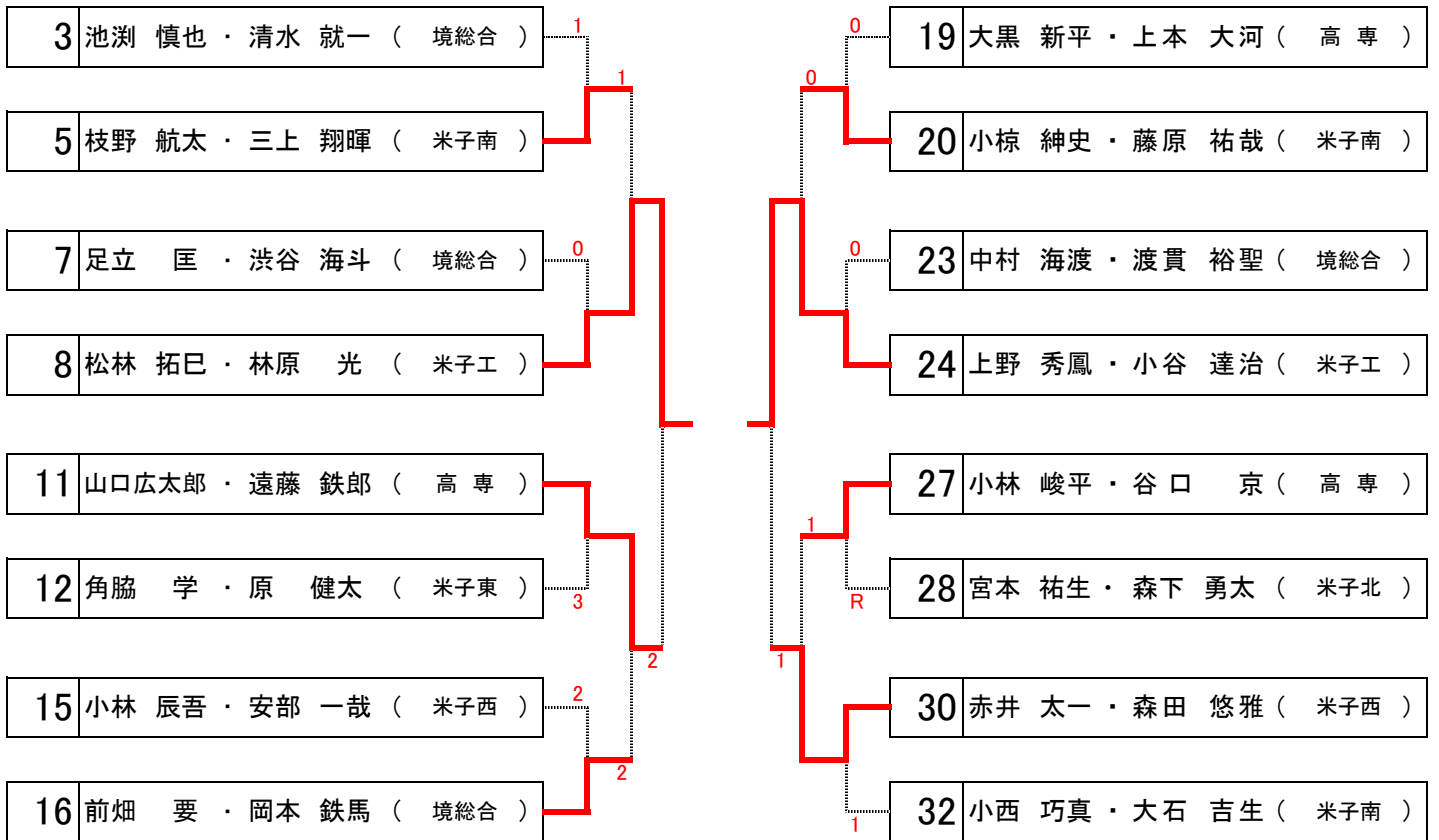 3 池渕 慎也 ・ 清水 就一 ( 境総合 ) 1
1
5 枝野 航太 ・ 三上 翔暉 ( 米子南 )
7 足立 匡 ・ 渋谷 海斗 ( 境総合 ) 0
8 松林 拓巳 ・ 林原 光 ( 米子工 )
11 山口広太郎 ・ 遠藤 鉄郎 ( 高 専 )
12 角脇 学 ・ 原 健太 ( 米子東 ) 3
2
15 小林 辰吾 ・ 安部 一哉 ( 米子西 ) 2
2
16 前畑 要 ・ 岡本 鉄馬 ( 境総合 )
0 19 大黒 新平 ・ 上本 大河 ( 高 専 )
0
20 小椋 紳史 ・ 藤原 祐哉 ( 米子南 )
0 23 中村 海渡 ・ 渡貫 裕聖 ( 境総合 )
24 上野 秀鳳 ・ 小谷 達治 ( 米子工 )
27 小林 峻平 ・ 谷口 京 ( 高 専 )
1
R 28 宮本 祐生 ・ 森下 勇太 ( 米子北 )
1
30 赤井 太一 ・ 森田 悠雅 ( 米子西 )
1 32 小西 巧真 ・ 大石 吉生 ( 米子南 )